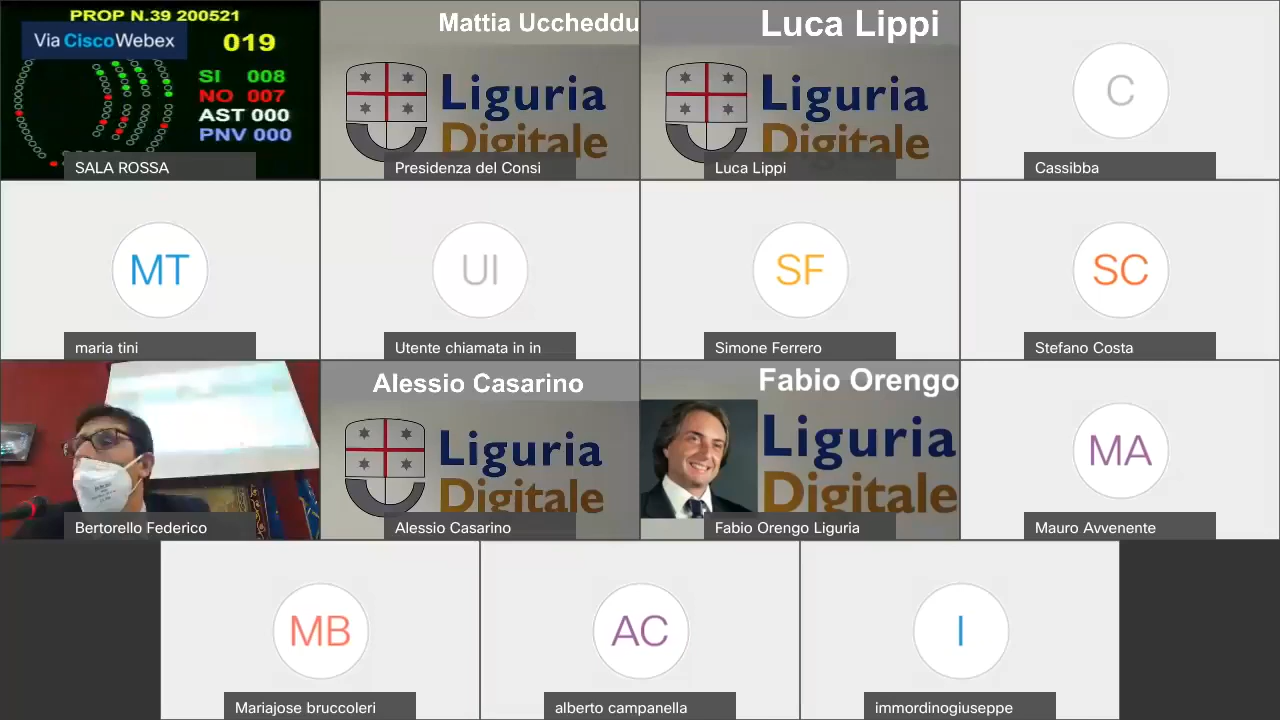 PROP N.39 200521
Via Cisco Webex
019
SI 008
NO 007
AST 000
PNV 000
SALA ROSSA
Mattia Uccheddu
Liguria
Digitale
Presidenza del Consi
Luca Lippi
Liguria
Digitale
Luca Lippi
C
Cassibba
MT
maria tini
UI
Utente chiamata in in
SF
Simone Ferrero
SC
Stefano Costa
Bertorello Federico
Alessio Casarino
Liguria
Digitale
Alessio Casarino
Fabio Orengo
Liguria
Digitale
Fabio Orengo Liguria
MA
Mauro Avvenente
MB
Mariajose bruccoleri
AC
alberto campanella
I
immordinogiuseppe